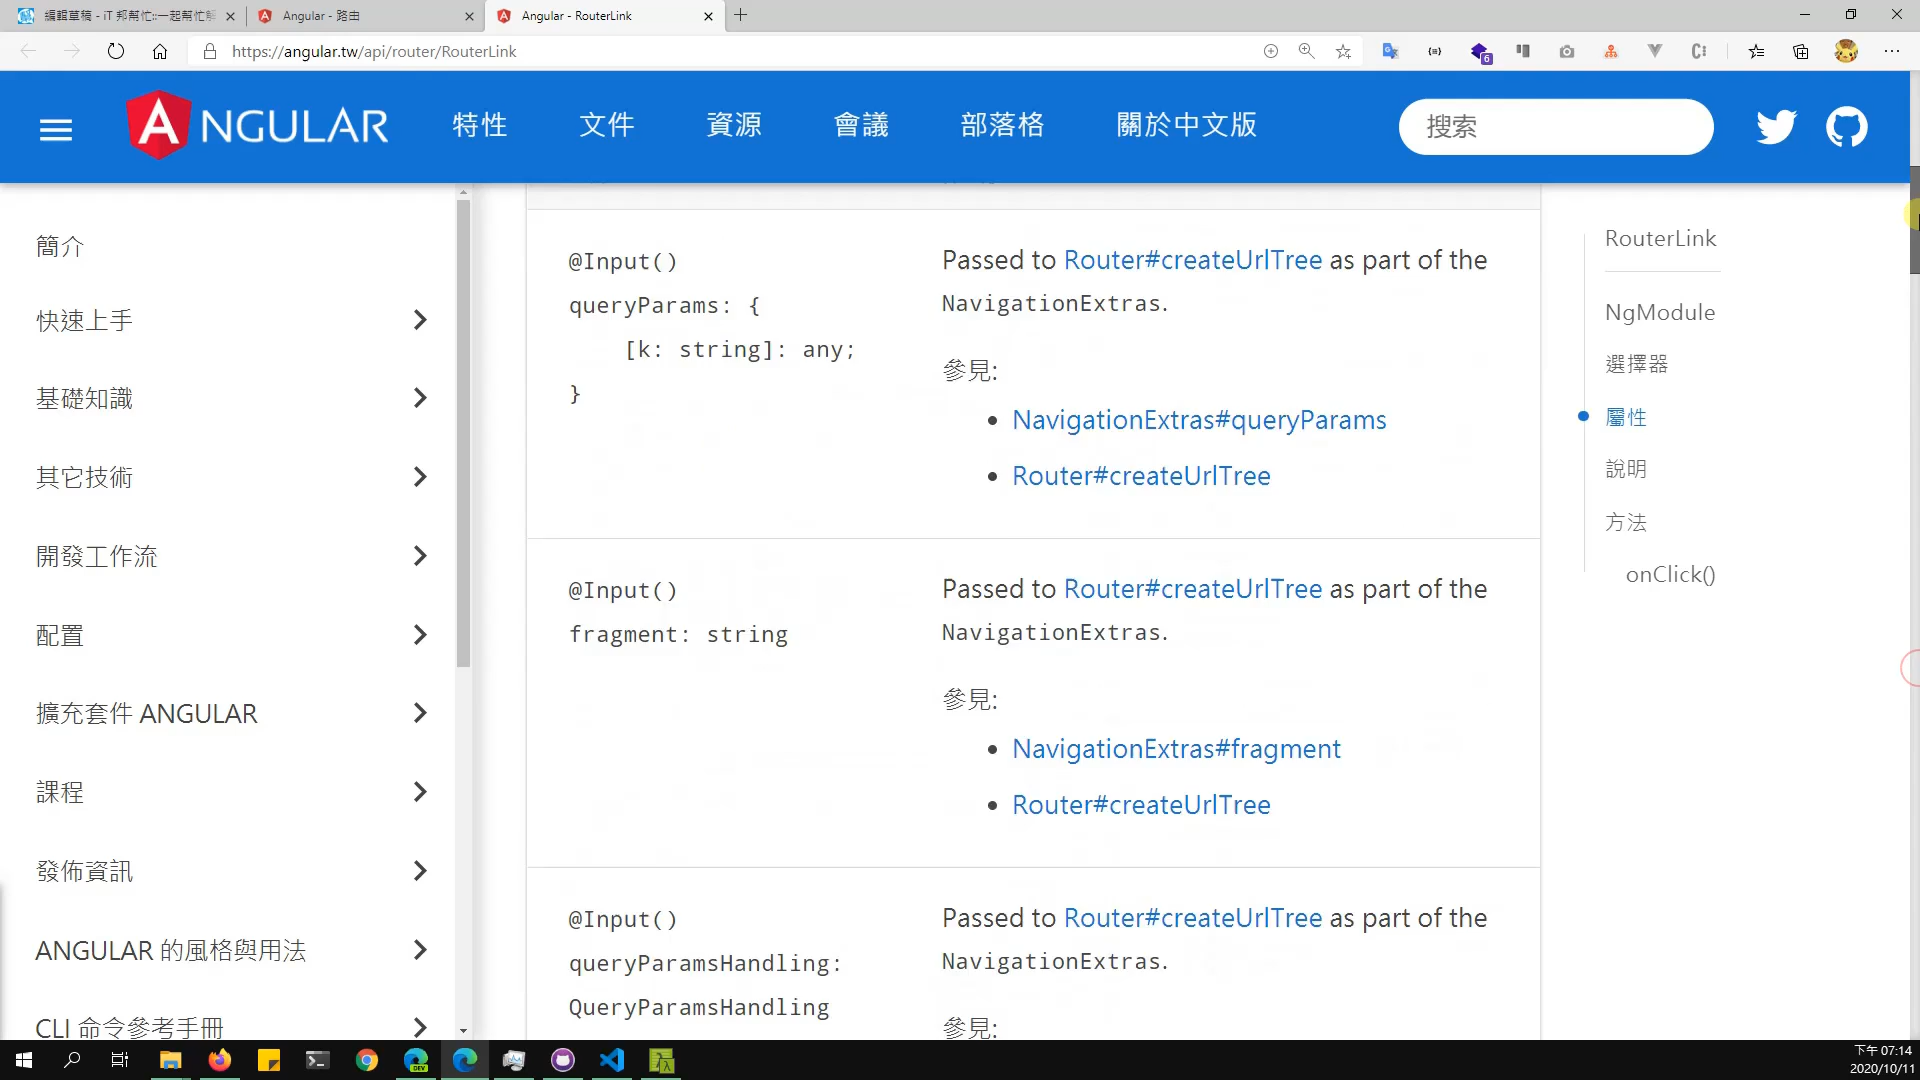 編輯草稿 - iT 邦幫忙::一起幫忙解
Angular - 路由
Angular - RouterLink
https://angular.tw/api/router/RouterLink
6
ANGULAR
特性
文件
資源
會議
部落格
關於中文版
搜索
簡介
快速上手
基礎知識
其它技術
開發工作流
配置
擴充套件 ANGULAR
課程
發佈資訊
ANGULAR 的風格與用法
CLI 命令參考手冊
@Input()
queryParams: {
[k: string]: any;
}
Passed to Router#createUrlTree as part of the
NavigationExtras.
參見:
• NavigationExtras#queryParams
• Router#createUrlTree
@Input()
fragment: string
Passed to Router#createUrlTree as part of the
NavigationExtras.
參見:
• NavigationExtras#fragment
• Router#createUrlTree
@Input()
queryParamsHandling:
QueryParamsHandling
Passed to Router#createUrlTree as part of the
NavigationExtras.
參見:
RouterLink
NgModule
選擇器
屬性
說明
方法
onClick()
DEV
下午 07:14
2020/10/11